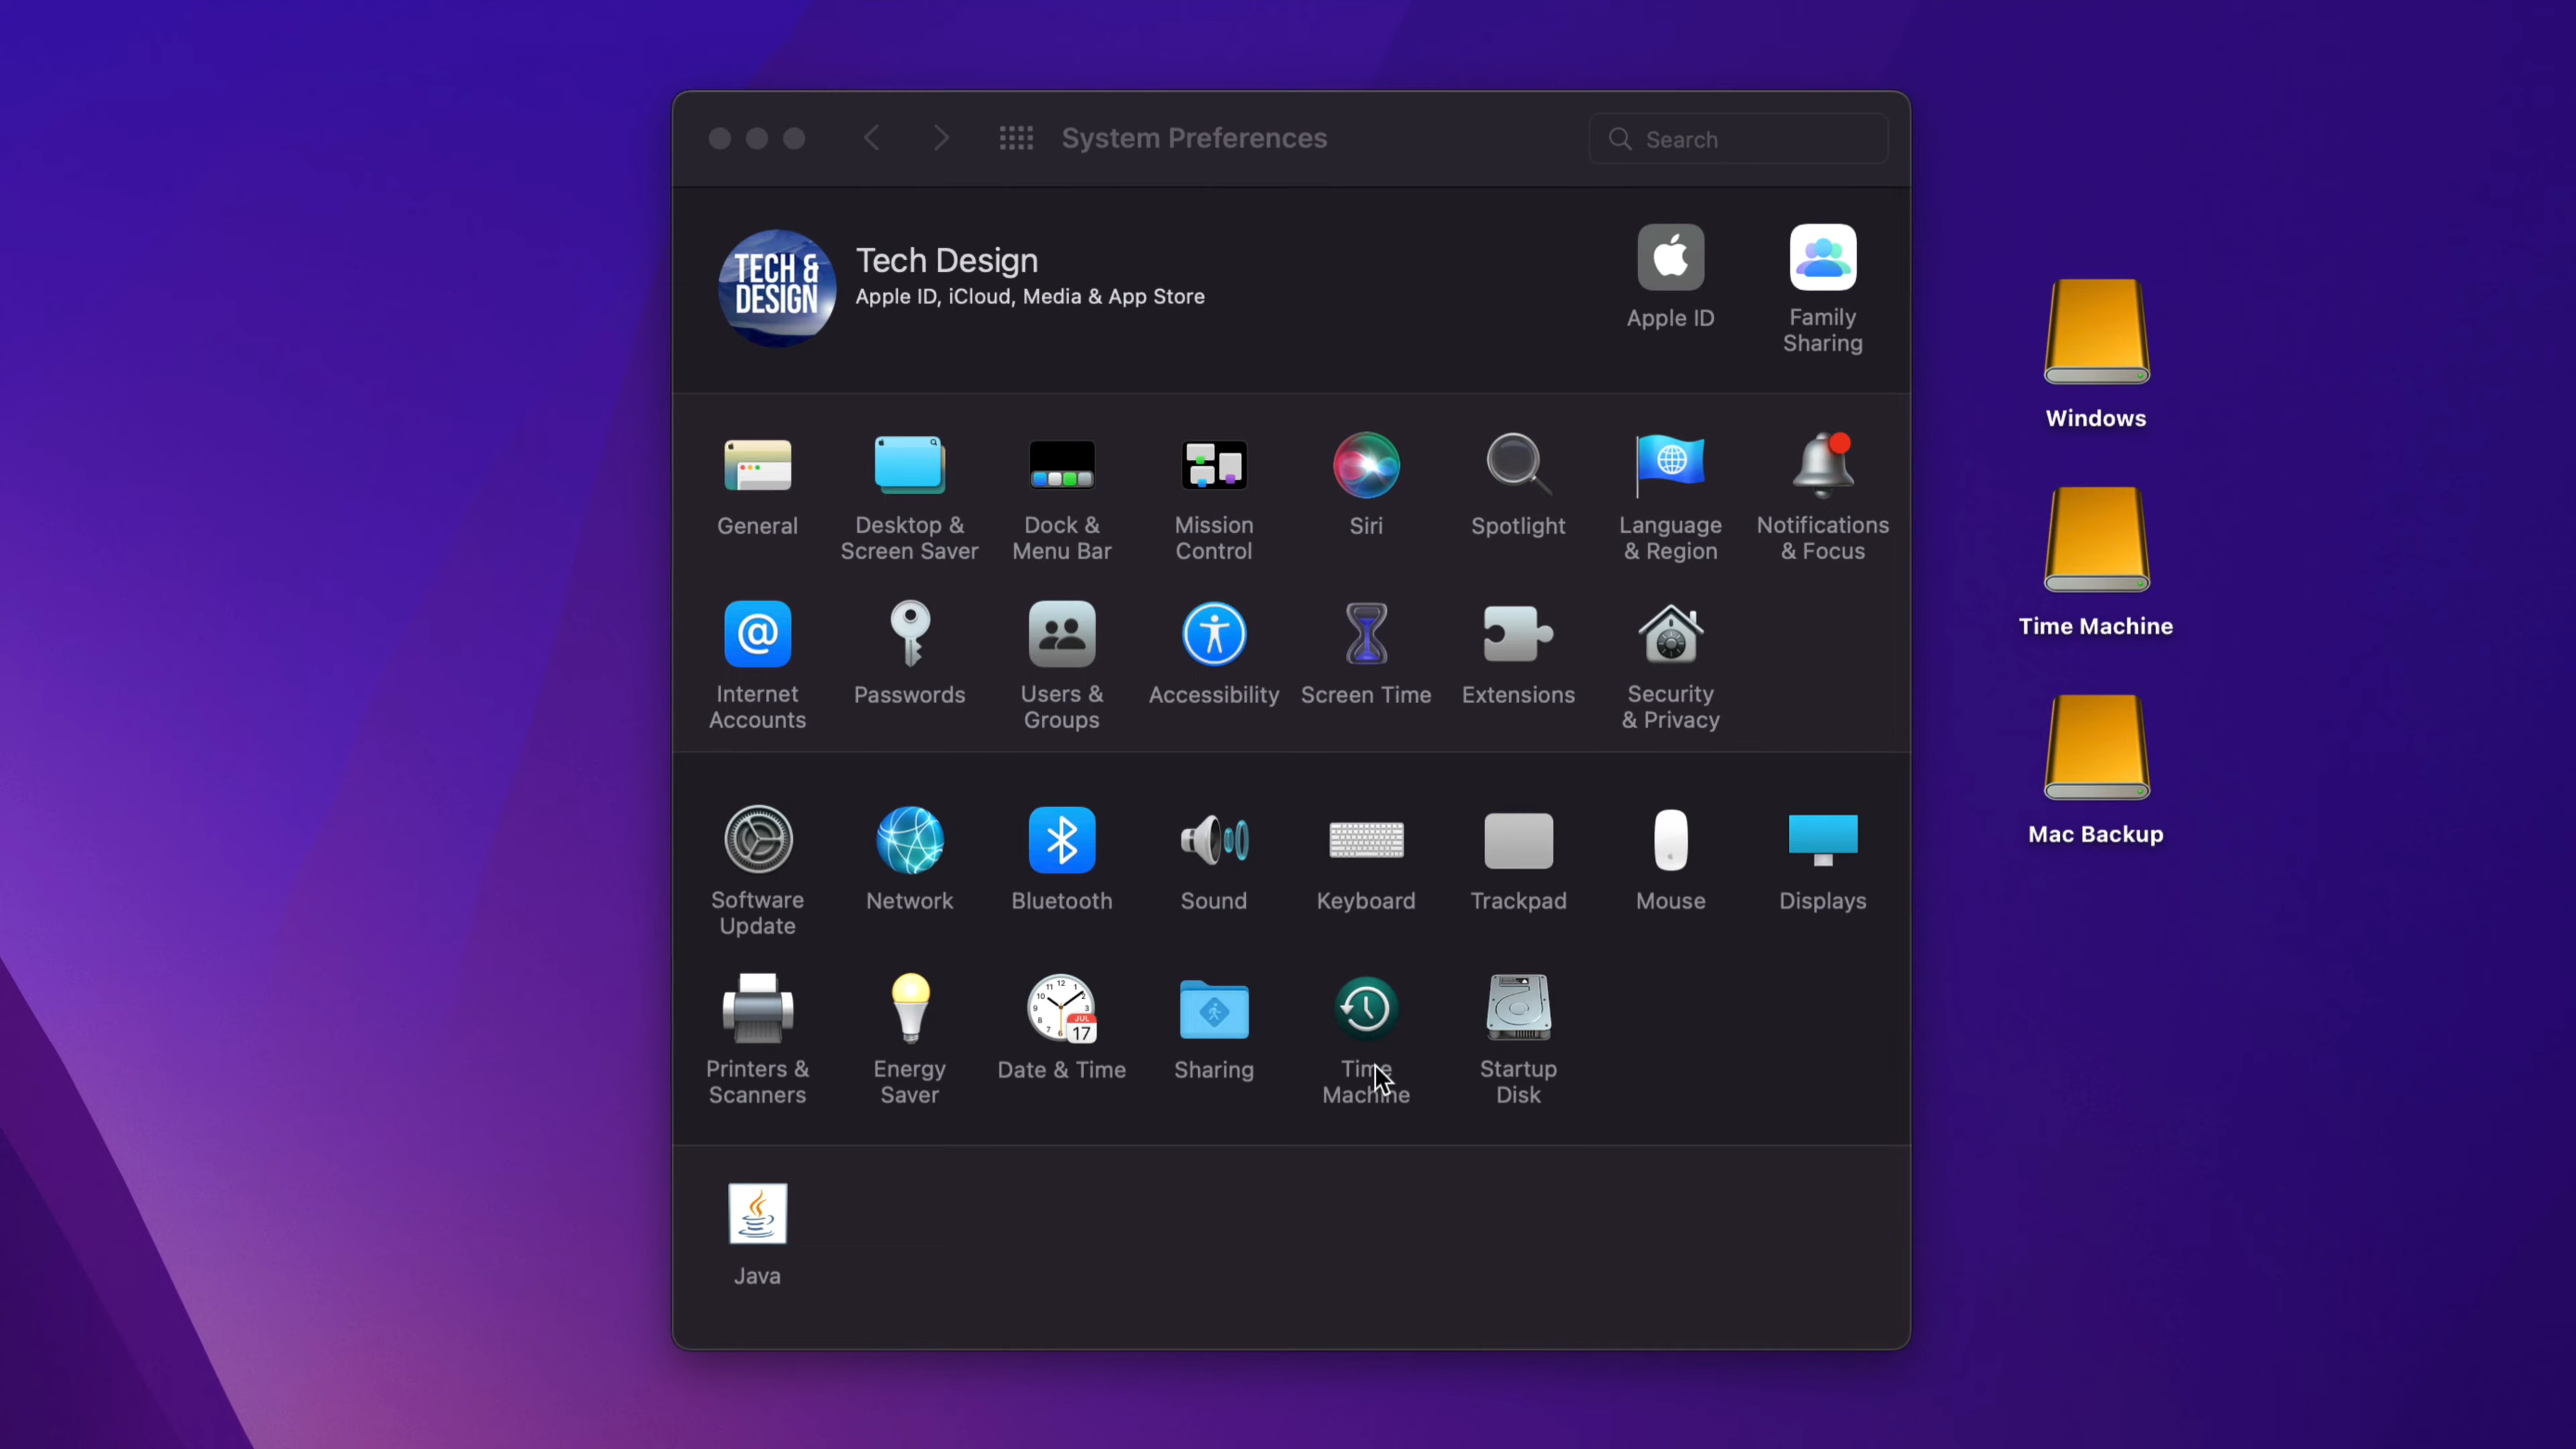 System Preferences
Search
TECH &
DESIGN
Tech Design
Apple ID, iCloud, Media & App Store
Apple ID
Family
Sharing
General
Desktop &
Screen Saver
Dock &
Menu Bar
Mission
Control
Siri
Spotlight
Language
& Region
Notifications
& Focus
Internet
Accounts
Passwords
Users &
Groups
Accessibility
Screen Time
Extensions
Security
& Privacy
Software
Update
Network
Bluetooth
Sound
Keyboard
Trackpad
Mouse
Displays
Printers &
Scanners
Energy
Saver
JUL
17
Date & Time
Sharing
Time
Machine
Startup
Disk
Java
Windows
Time Machine
Mac Backup